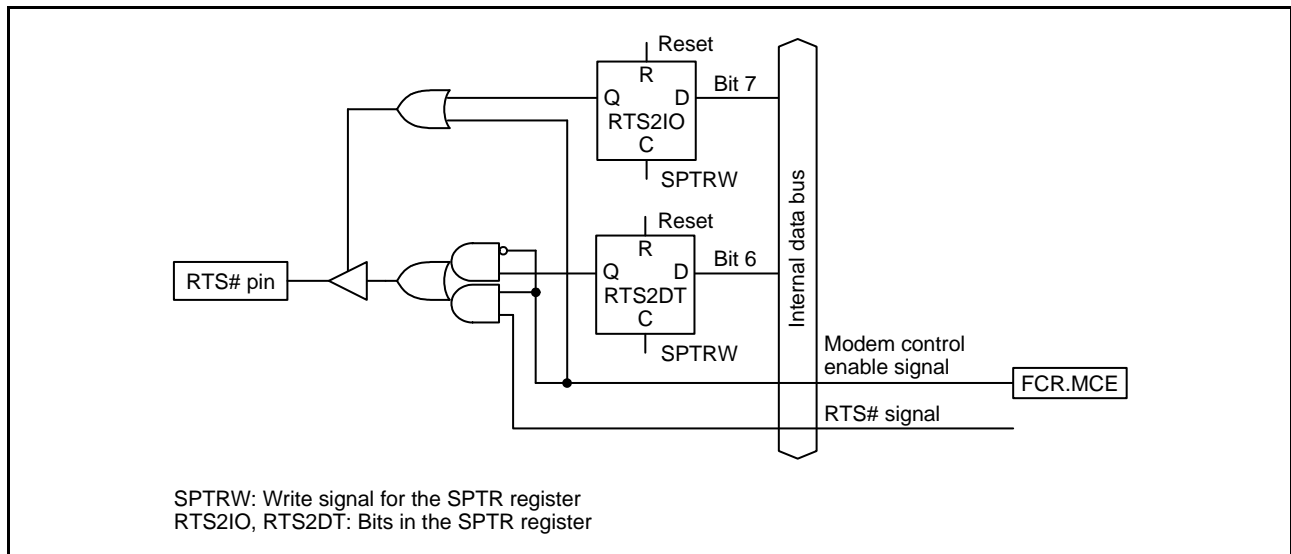 Reset
R
Q
D
Bit 7
RTS2IO
C
SPTRW
Reset
R
Q
D
Bit 6
RTS2DT
C
SPTRW
Internal data bus
RTS# pin
Modem control
enable signal
FCR.MCE
RTS# signal
SPTRW: Write signal for the SPTR register
RTS2IO, RTS2DT: Bits in the SPTR register